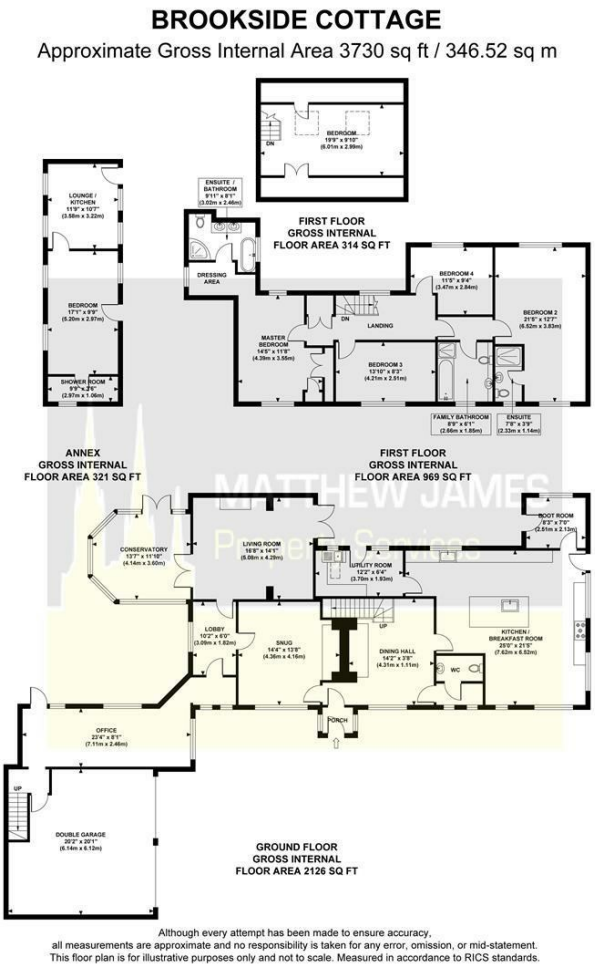 BROOKSIDE COTTAGE
Approximate Gross Internal Area 3730 sq ft / 346.52 sq m
BEDROOM
19'9" x 9'10"
(6.01m x 2.99m)
DN
FIRST FLOOR
GROSS INTERNAL
FLOOR AREA 314 SQ FT
LOUNGE /
KITCHEN
11'9" x 10'7"
(3.58m x 3.22m)
BEDROOM
17'1" x 9'9"
(5.20m x 2.97m)
SHOWER ROOM
(2.97m x 1.06m)
ANNEX
GROSS INTERNAL
FLOOR AREA 321 SQ FT
ENSUITE /
BATHROOM
9'11" x 8'1"
(3.02m x 2.46m)
DRESSING
AREA
MASTER
BEDROOM
14'5" x 11'8"
(4.39m x 3.55m)
DN
LANDING
BEDROOM 3
13'10" x 8'3"
(4.21m x 2.51m)
BEDROOM 4
11'5" x 9'4"
(3.47m x 2.84m)
BEDROOM 2
21'5" x 12'7"
(6.52m x 3.83m)
FAMILY BATHROOM
8'9" x 6'1"
(2.66m x 1.85m)
ENSUITE
7'8" x 3'9"
(2.33m x 1.14m)
FIRST FLOOR
GROSS INTERNAL
FLOOR AREA 969 SQ FT
MATTHEW JAMES
Property Services
CONSERVATORY
13'7" x 11'10"
(4.14m x 3.60m)
LIVING ROOM
16'8" x 14'1"
(5.08m x 4.29m)
UTILITY ROOM
12'2" x 6'4"
(3.70m x 1.93m)
BOOT ROOM
8'3" x 7'0"
(2.51m x 2.13m)
LOBBY
10'2" x 6'0"
(3.09m x 1.82m)
SNUG
14'4" x 13'8"
(4.36m x 4.16m)
UP
DINING HALL
14'2" x 3'8"
(4.31m x 1.11m)
WC
KITCHEN /
BREAKFAST ROOM
25'0" x 21'5"
(7.62m x 6.52m)
PORCH
OFFICE
23'4" x 8'1"
(7.11m x 2.46m)
UP
DOUBLE GARAGE
20'2" x 20'1"
(6.14m x 6.12m)
GROUND FLOOR
GROSS INTERNAL
FLOOR AREA 2126 SQ FT
Although every attempt has been made to ensure accuracy,
all measurements are approximate and no responsibility is taken for any error, omission, or mid-statement.
This floor plan is for illustrative purposes only and not to scale. Measured in accordance to RICS standards.